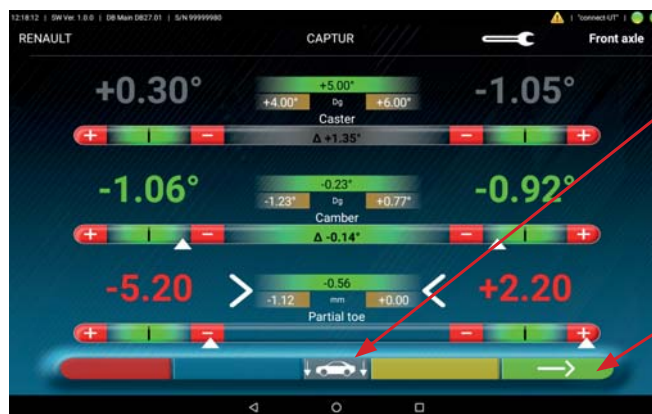 12:18:12 | SW Ver. 1.0.0 | DB Main DB27.01 | S/N 99999980 | "connect-UT" |
RENAULT CAPTUR Front axle
+0.30° +5.00° -1.05°
+4.00° Dg +6.00°
Caster
+ - Δ +1.35° - +
-1.06° -0.23° -0.92°
-1.23° Dg +0.77°
Camber
+ - Δ -0.14° - +
-5.20 -0.56 +2.20
-1.12 mm +0.00
Partial toe
+ - - +